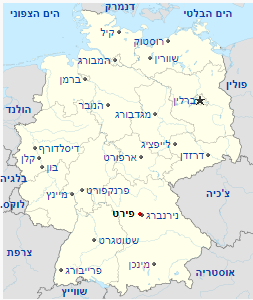 דנמרק
הים הצפוני
הים הבלטי
קיל
רוסטוק
המבורג
שוורין
ברמן
פולין
ברלין
הנובר
מגדבורג
הולנד
דיסלדורף
לייפציג
קלן
ארפורט
דרזדן
בון
בלגיה
פרנקפורט
מיינץ
צ'כיה
לוקס.
פירט
נירנברג
שטוטגרט
צרפת
מינכן
פרייבורג
אוסטריה
שווייץ